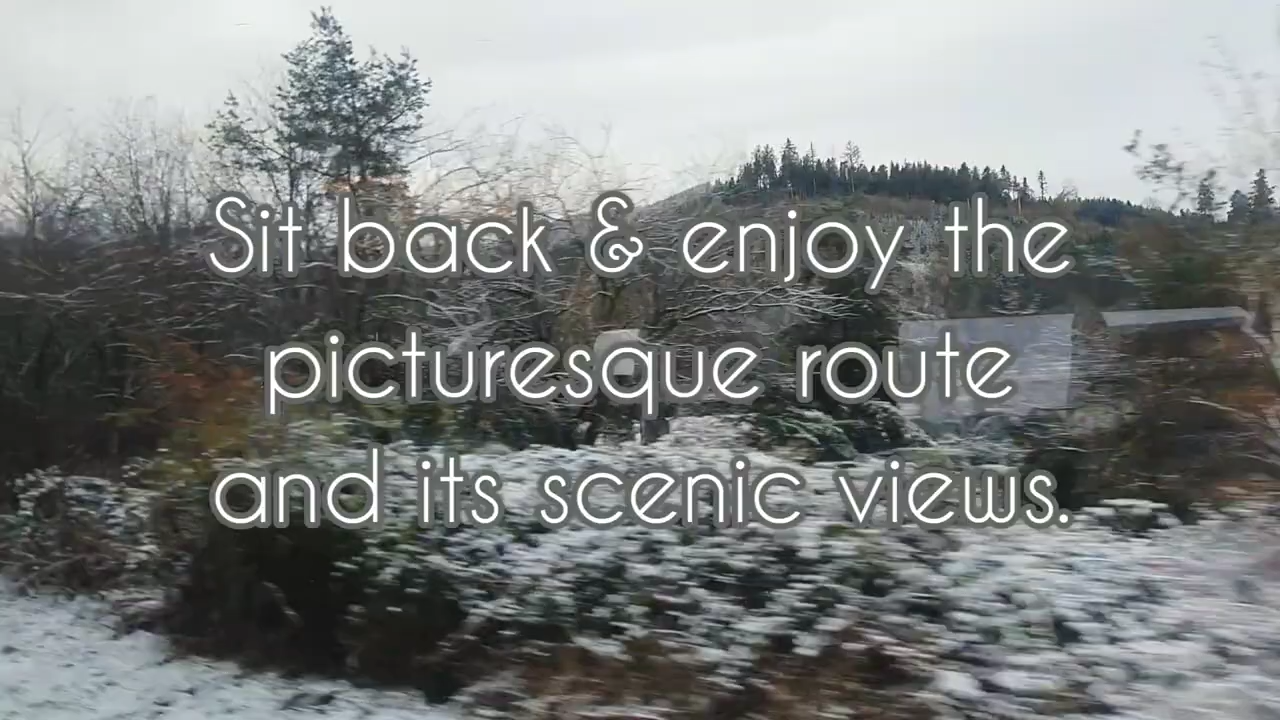 Sit back & enjoy the
picturesque route
and its scenic views.